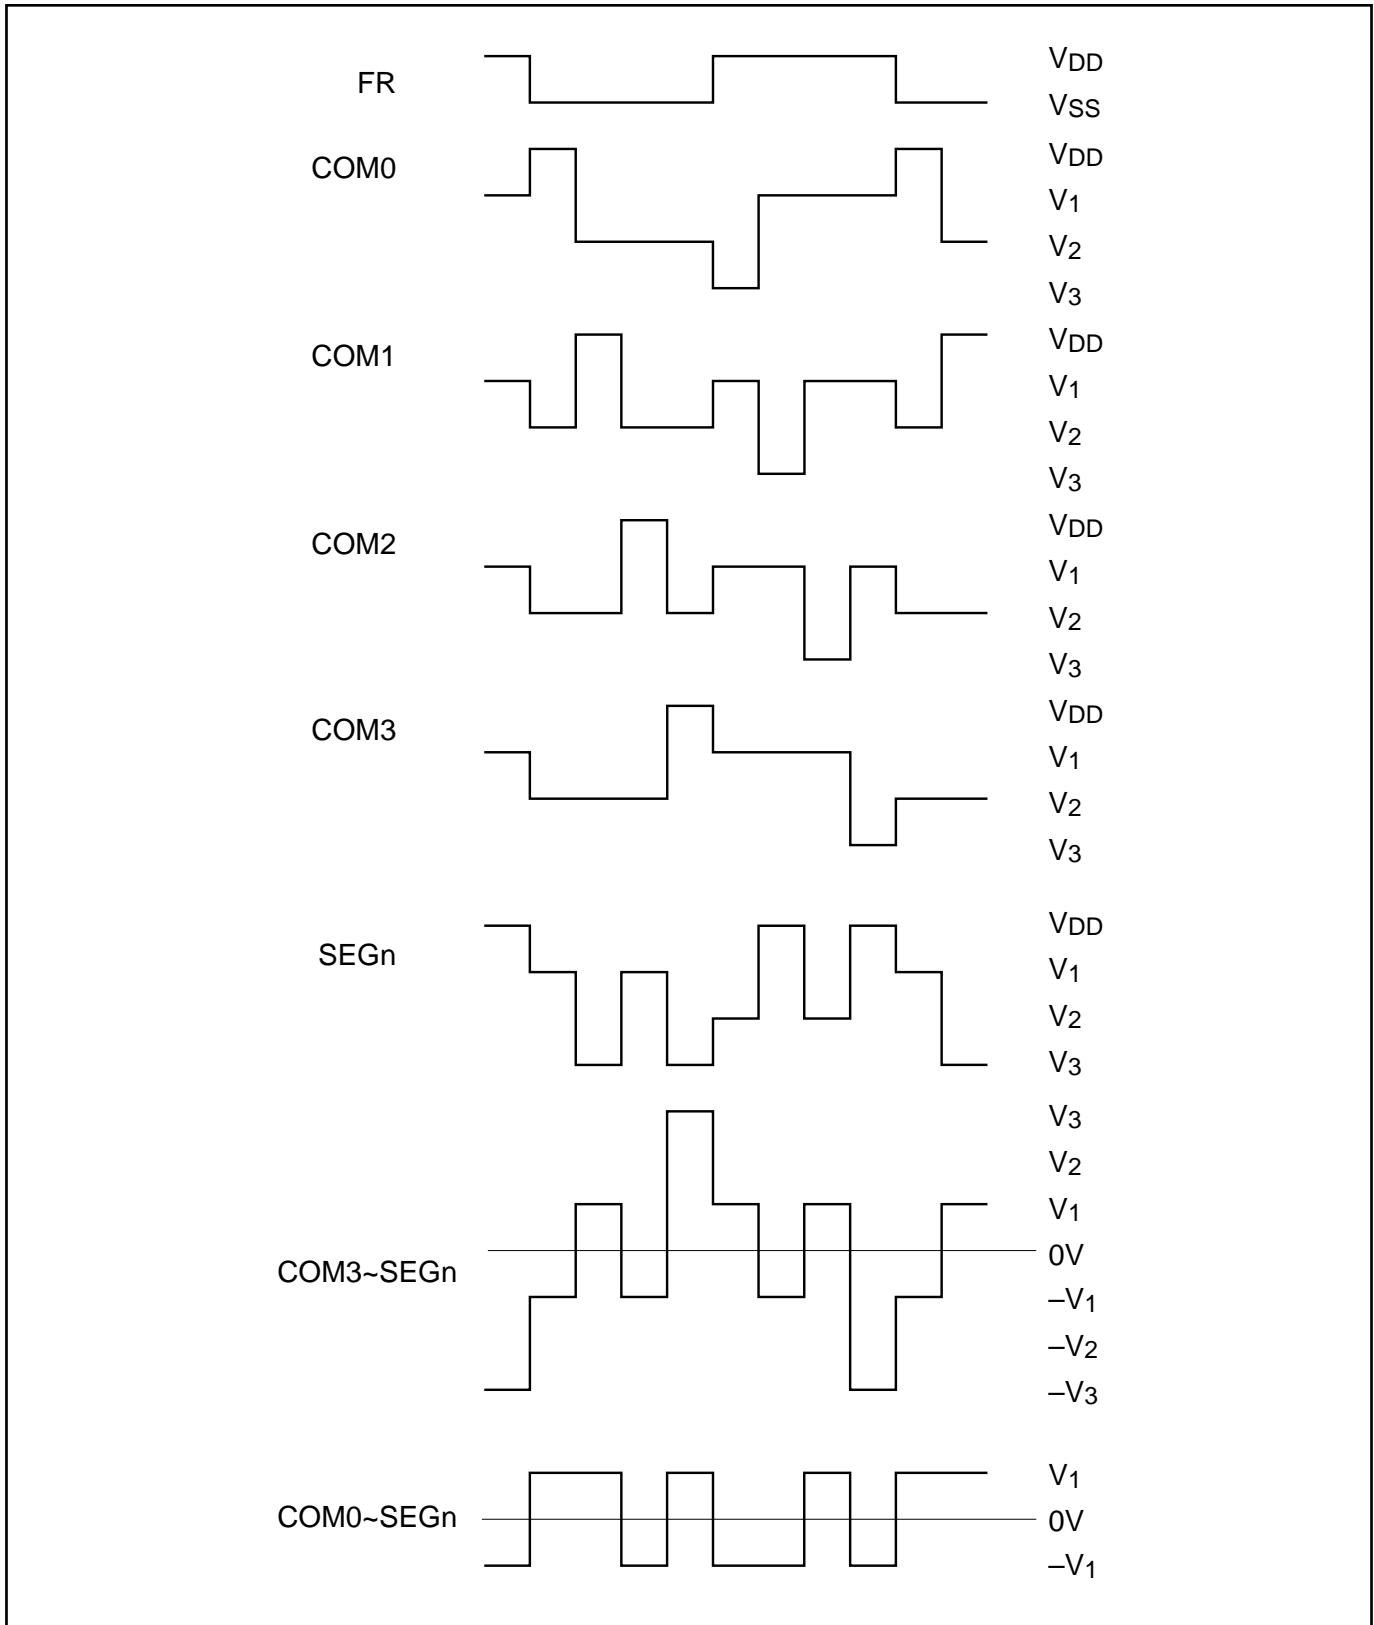 FR
VDD
VSS
COM0
VDD
V1
V2
V3
COM1
VDD
V1
V2
V3
COM2
VDD
V1
V2
V3
COM3
VDD
V1
V2
V3
SEGn
VDD
V1
V2
V3
COM3~SEGn
V3
V2
V1
0V
–V1
–V2
–V3
COM0~SEGn
V1
0V
–V1